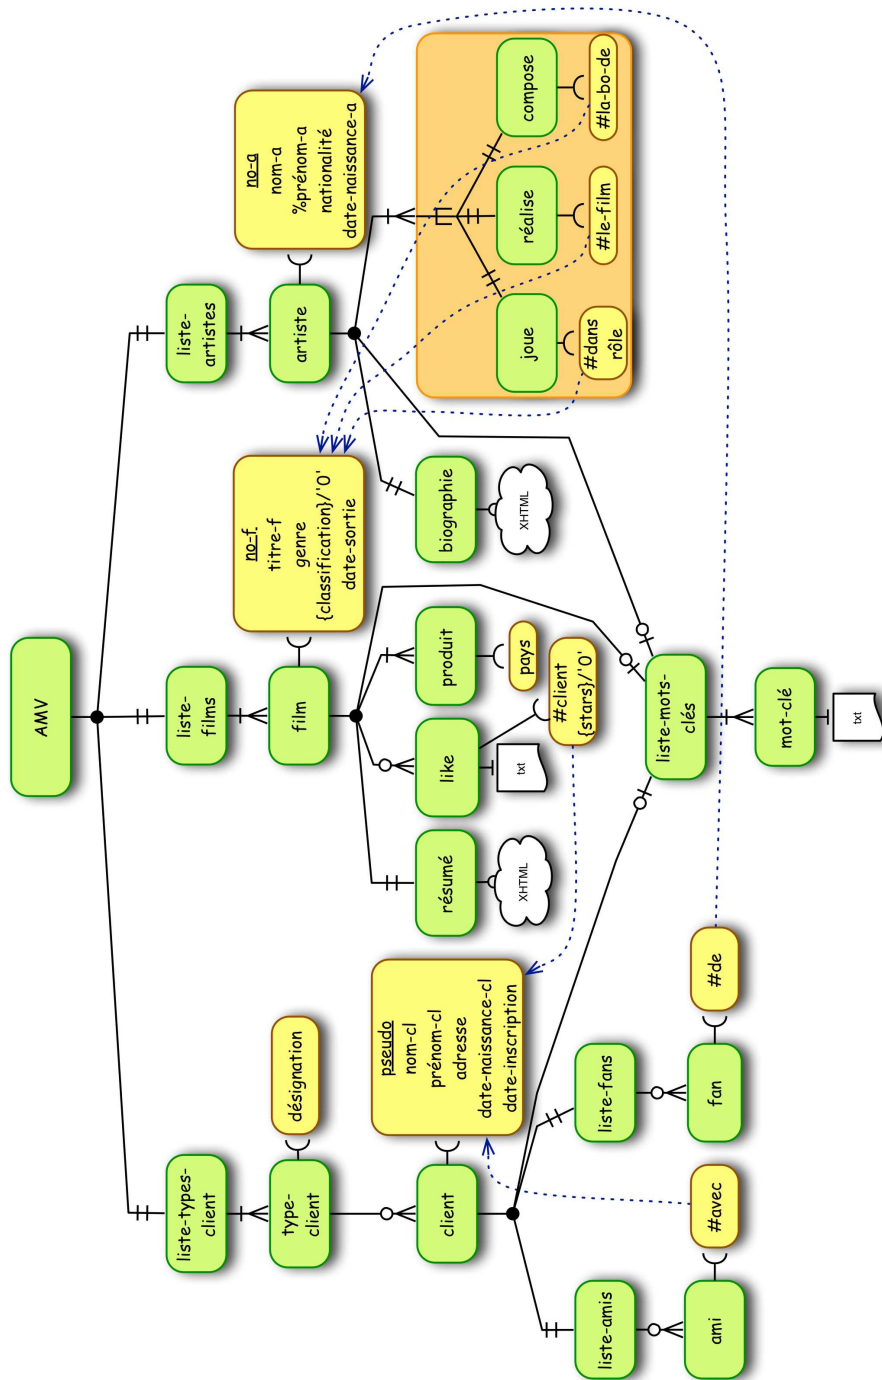 AMV
liste-types-
client
liste-
films
liste-
artistes
type-
client
désignation
film
no-f
titre-f
genre
{classification}/'0'
date-sortie
artiste
no-a
nom-a
%prénom-a
nationalité
date-naissance-a
client
pseudo
nom-cl
prénom-cl
adresse
date-naissance-cl
date-inscription
résumé
XHTML
like
txt
#client
{stars}/'0'
produit
pays
biographie
XHTML
joue
#dans
rôle
réalise
#le-film
compose
#la-bo-de
liste-amis
ami
#avec
liste-fans
fan
#de
liste-mots-
clés
mot-clé
txt